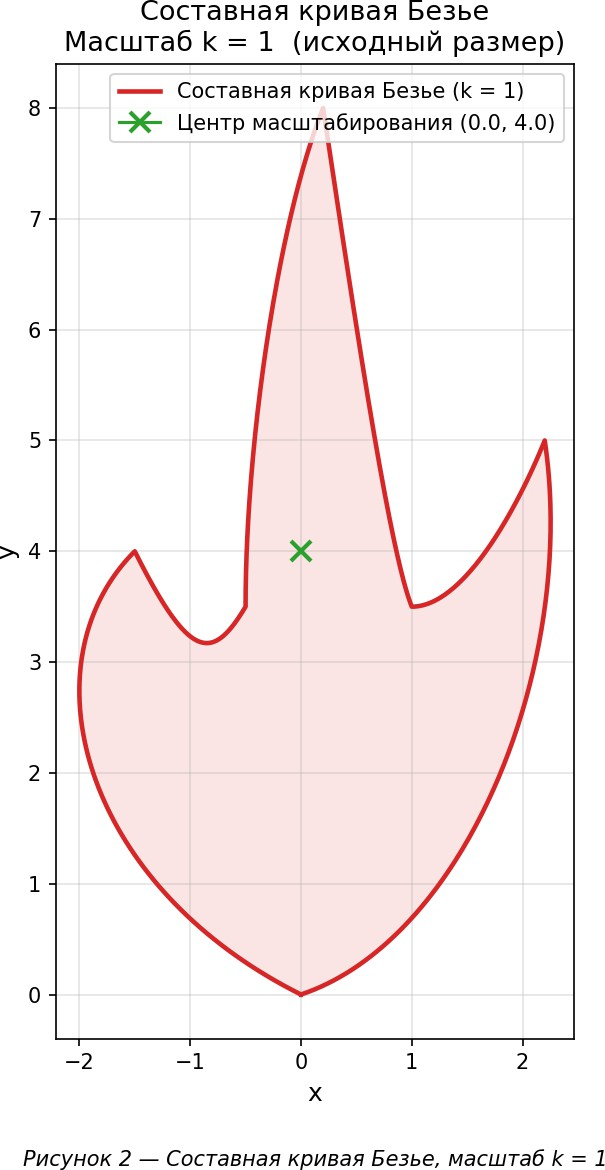 Составная кривая Безье
Масштаб k = 1 (исходный размер)
Составная кривая Безье (k = 1)
Центр масштабирования (0.0, 4.0)
8
7
6
5
4
3
2
1
0
y
−2 −1 0 1 2
x
Рисунок 2 — Составная кривая Безье, масштаб k = 1